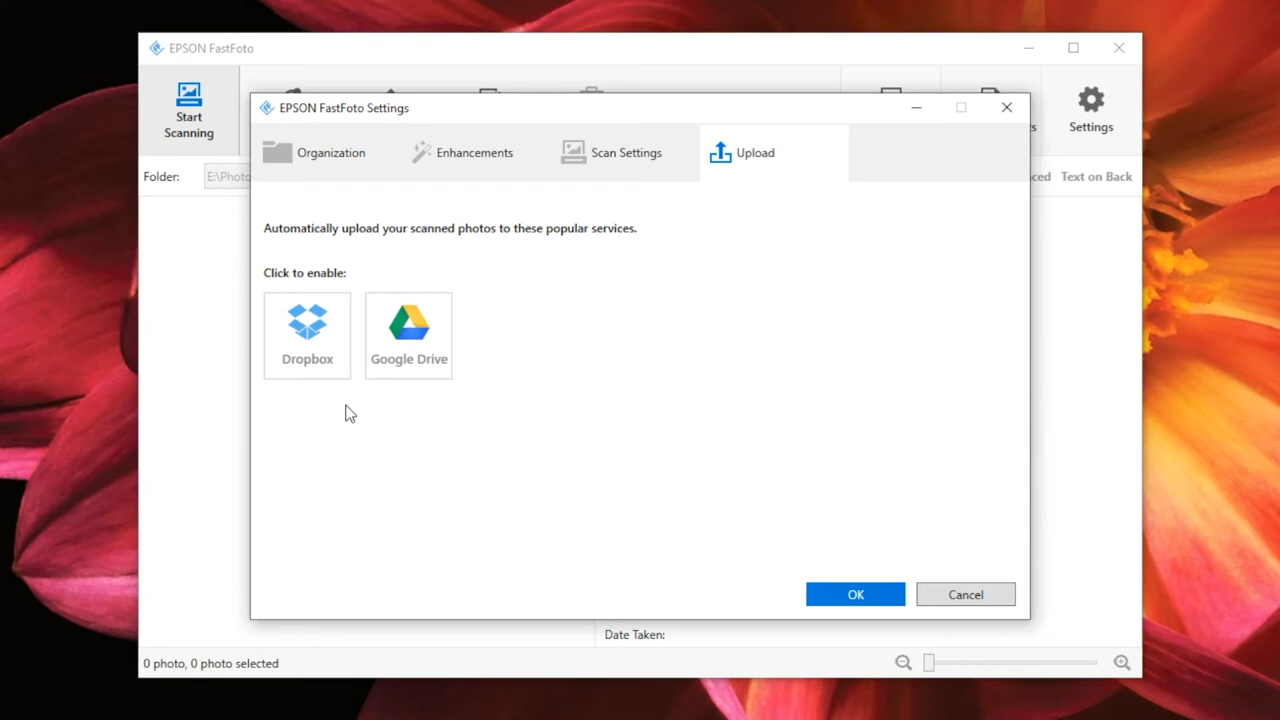 EPSON FastFoto
Start
Scanning
Settings
Folder:
E:\Photo
Text on Back
EPSON FastFoto Settings
Organization
Enhancements
Scan Settings
Upload
Automatically upload your scanned photos to these popular services.
Click to enable:
Dropbox
Google Drive
OK
Cancel
Date Taken:
0 photo, 0 photo selected